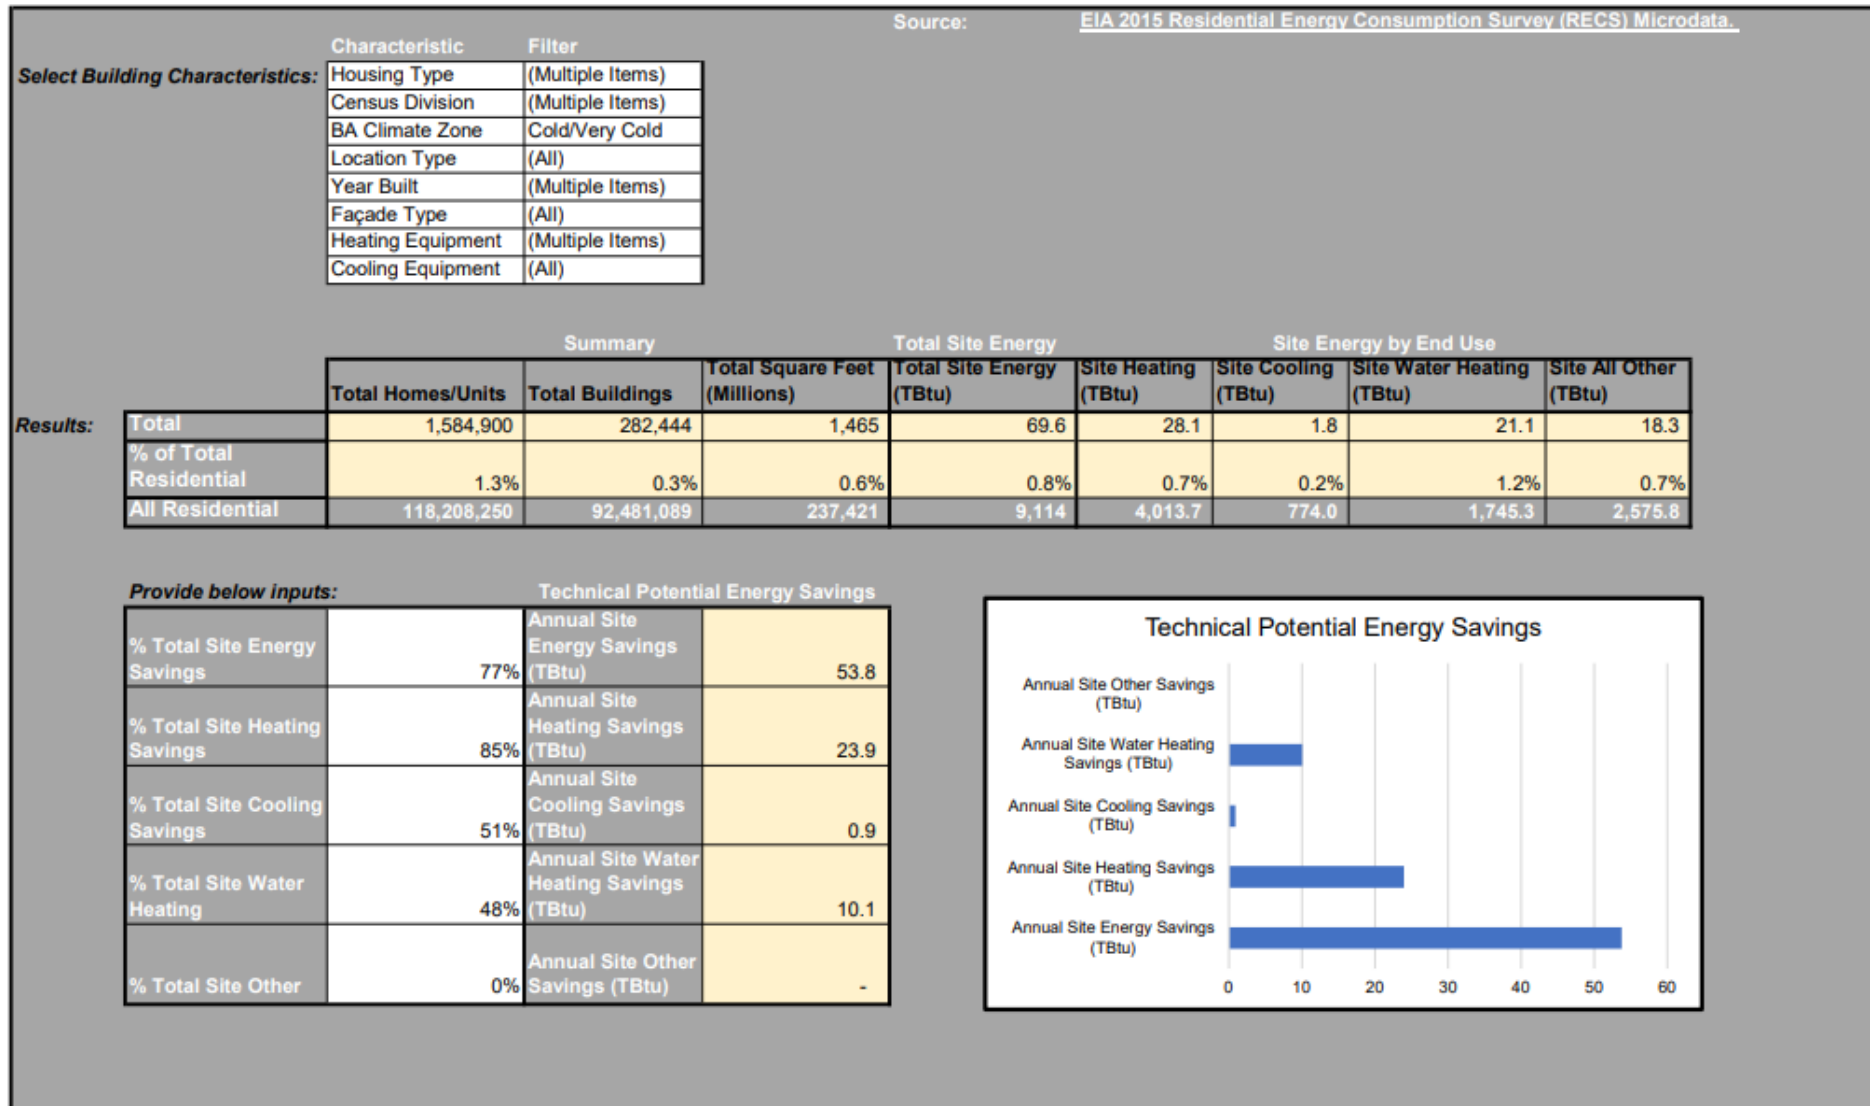 Source: EIA 2015 Residential Energy Consumption Survey (RECS) Microdata.
Characteristic Filter
Select Building Characteristics: Housing Type (Multiple Items)
Census Division (Multiple Items)
BA Climate Zone Cold/Very Cold
Location Type (All)
Year Built (Multiple Items)
Façade Type (All)
Heating Equipment (Multiple Items)
Cooling Equipment (All)
Summary Total Site Energy Site Energy by End Use
Total Square Feet Total Site Energy Site Heating Site Cooling Site Water Heating Site All Other
Total Homes/Units Total Buildings (Millions) (TBtu) (TBtu) (TBtu) (TBtu) (TBtu)
Results: Total 1,584,900 282,444 1,465 69.6 28.1 1.8 21.1 18.3
% of Total
Residential 1.3% 0.3% 0.6% 0.8% 0.7% 0.2% 1.2% 0.7%
All Residential 118,208,250 92,481,089 237,421 9,114 4,013.7 774.0 1,745.3 2,575.8
Provide below inputs: Technical Potential Energy Savings
Annual Site
% Total Site Energy Energy Savings
Savings 77% (TBtu) 53.8
Annual Site
% Total Site Heating Heating Savings
Savings 85% (TBtu) 23.9
Annual Site
% Total Site Cooling Cooling Savings
Savings 51% (TBtu) 0.9
Annual Site Water
% Total Site Water Heating Savings
Heating 48% (TBtu) 10.1
Annual Site Other
% Total Site Other 0% Savings (TBtu) -
Technical Potential Energy Savings
Annual Site Other Savings
(TBtu)
Annual Site Water Heating
Savings (TBtu)
Annual Site Cooling Savings
(TBtu)
Annual Site Heating Savings
(TBtu)
Annual Site Energy Savings
(TBtu)
0 10 20 30 40 50 60